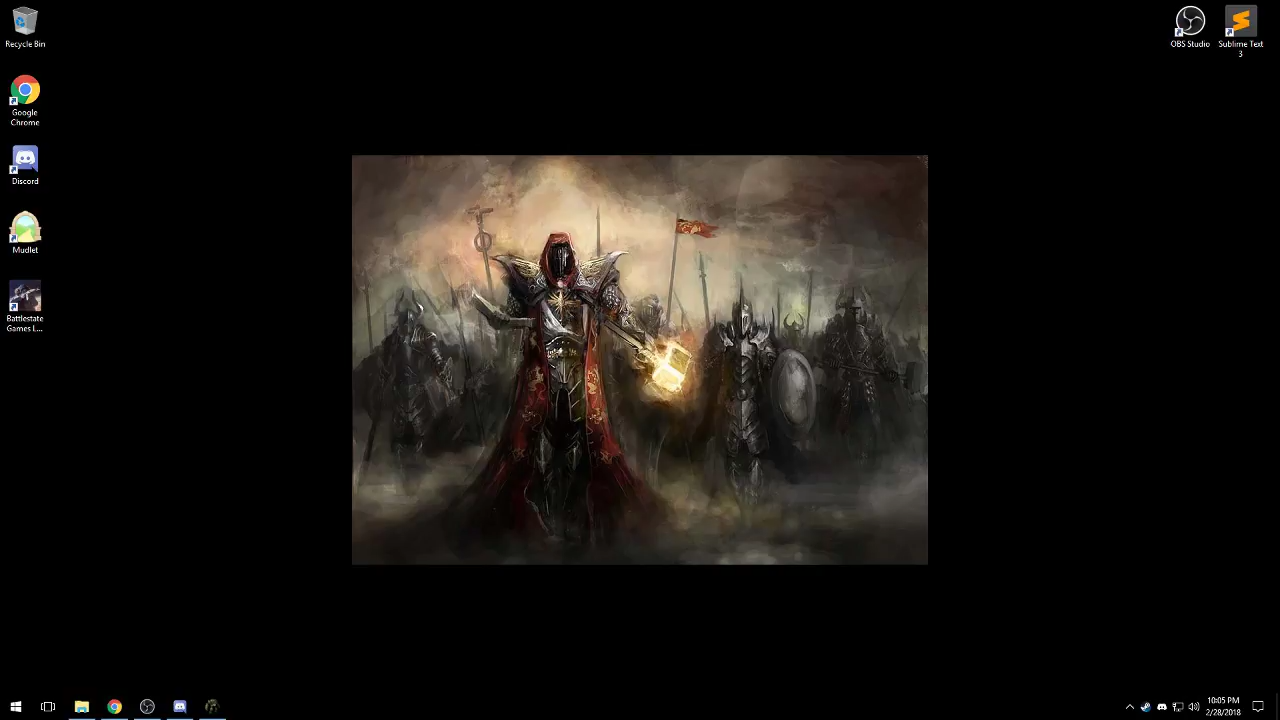 Recycle Bin
Google
Chrome
Discord
Mudlet
Battlestate
Games L...
OBS Studio
Sublime Text
3
10:05 PM
2/28/2018